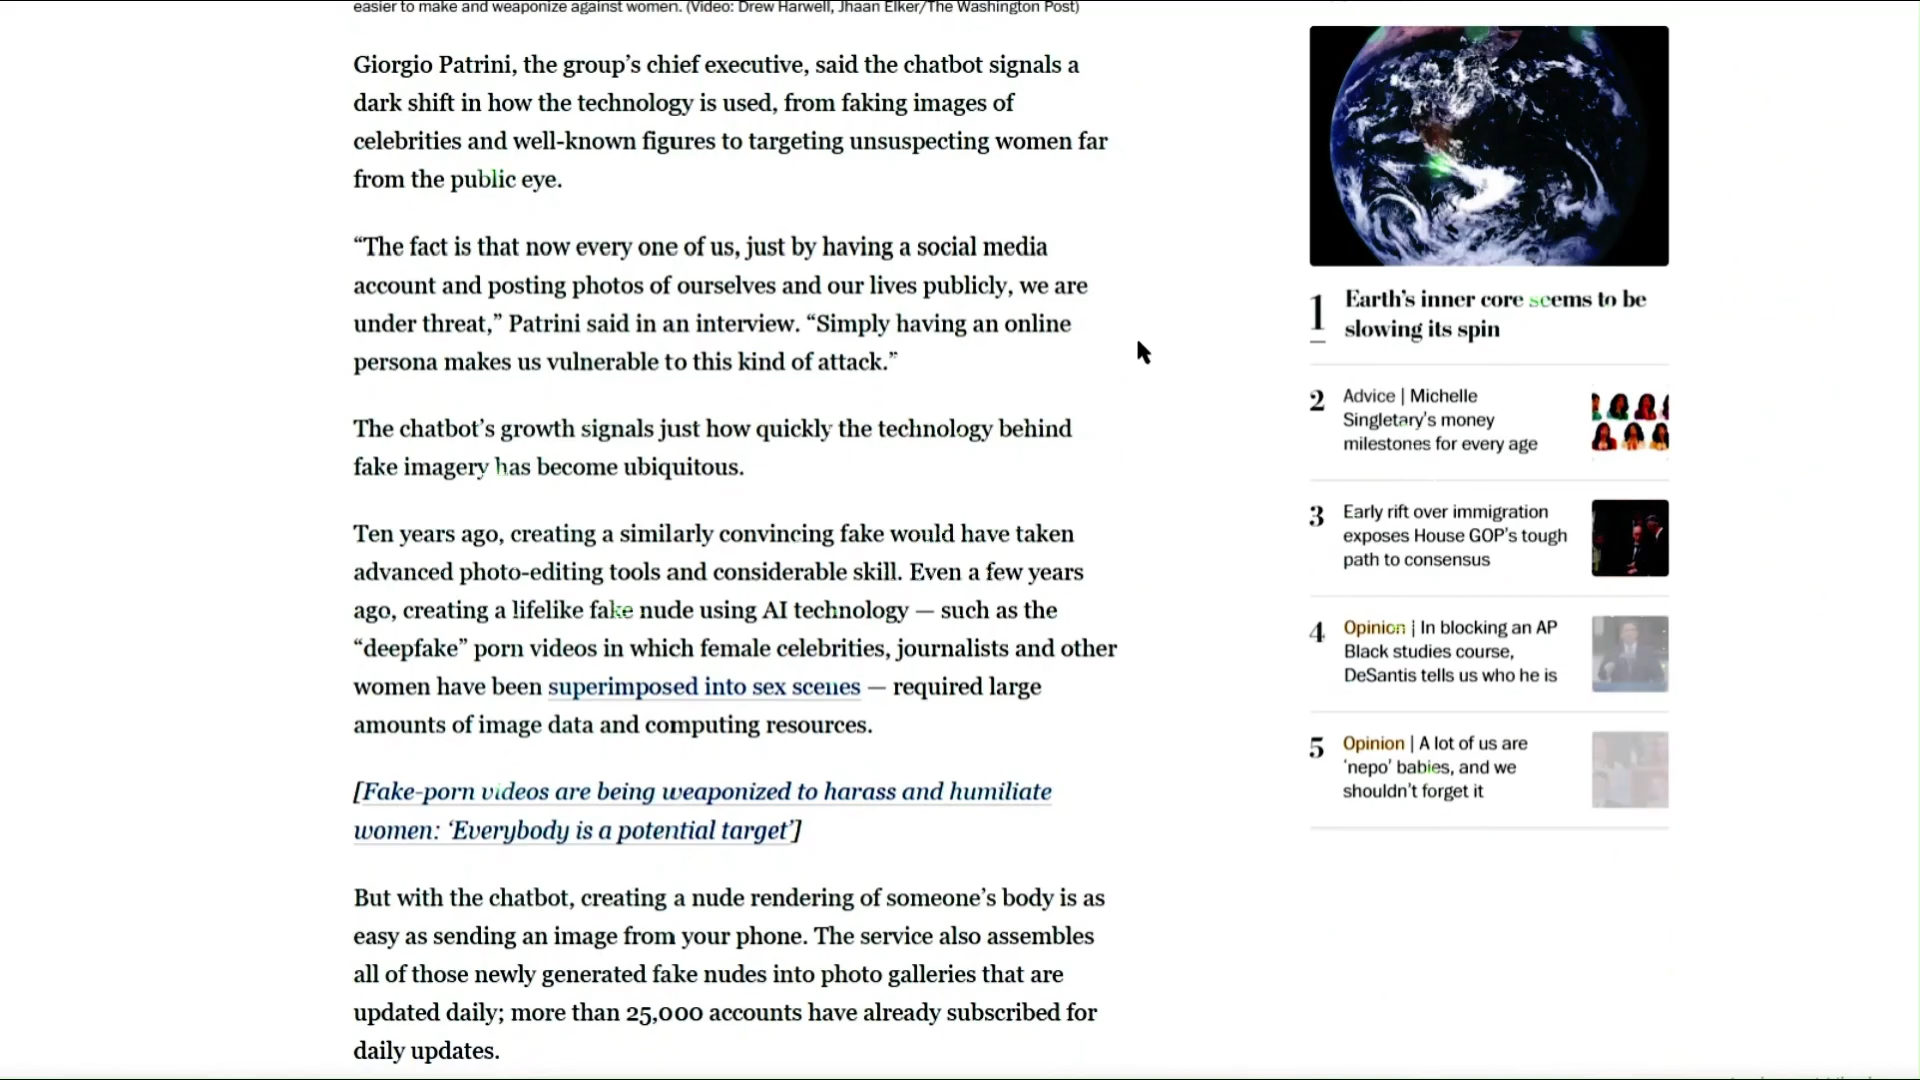 easier to make and weaponize against women. (Video: Drew Harwell, Jhaan Elker/The Washington Post)
Giorgio Patrini, the group’s chief executive, said the chatbot signals a
dark shift in how the technology is used, from faking images of
celebrities and well-known figures to targeting unsuspecting women far
from the public eye.
“The fact is that now every one of us, just by having a social media
account and posting photos of ourselves and our lives publicly, we are
under threat,” Patrini said in an interview. “Simply having an online
persona makes us vulnerable to this kind of attack.”
The chatbot’s growth signals just how quickly the technology behind
fake imagery has become ubiquitous.
Ten years ago, creating a similarly convincing fake would have taken
advanced photo-editing tools and considerable skill. Even a few years
ago, creating a lifelike fake nude using AI technology — such as the
“deepfake” porn videos in which female celebrities, journalists and other
women have been superimposed into sex scenes — required large
amounts of image data and computing resources.
[Fake-porn videos are being weaponized to harass and humiliate
women: ‘Everybody is a potential target’]
But with the chatbot, creating a nude rendering of someone’s body is as
easy as sending an image from your phone. The service also assembles
all of those newly generated fake nudes into photo galleries that are
updated daily; more than 25,000 accounts have already subscribed for
daily updates.
1
Earth’s inner core seems to be
slowing its spin
2
Advice | Michelle
Singletary’s money
milestones for every age
3
Early rift over immigration
exposes House GOP’s tough
path to consensus
4
Opinion | In blocking an AP
Black studies course,
DeSantis tells us who he is
5
Opinion | A lot of us are
‘nepo’ babies, and we
shouldn’t forget it